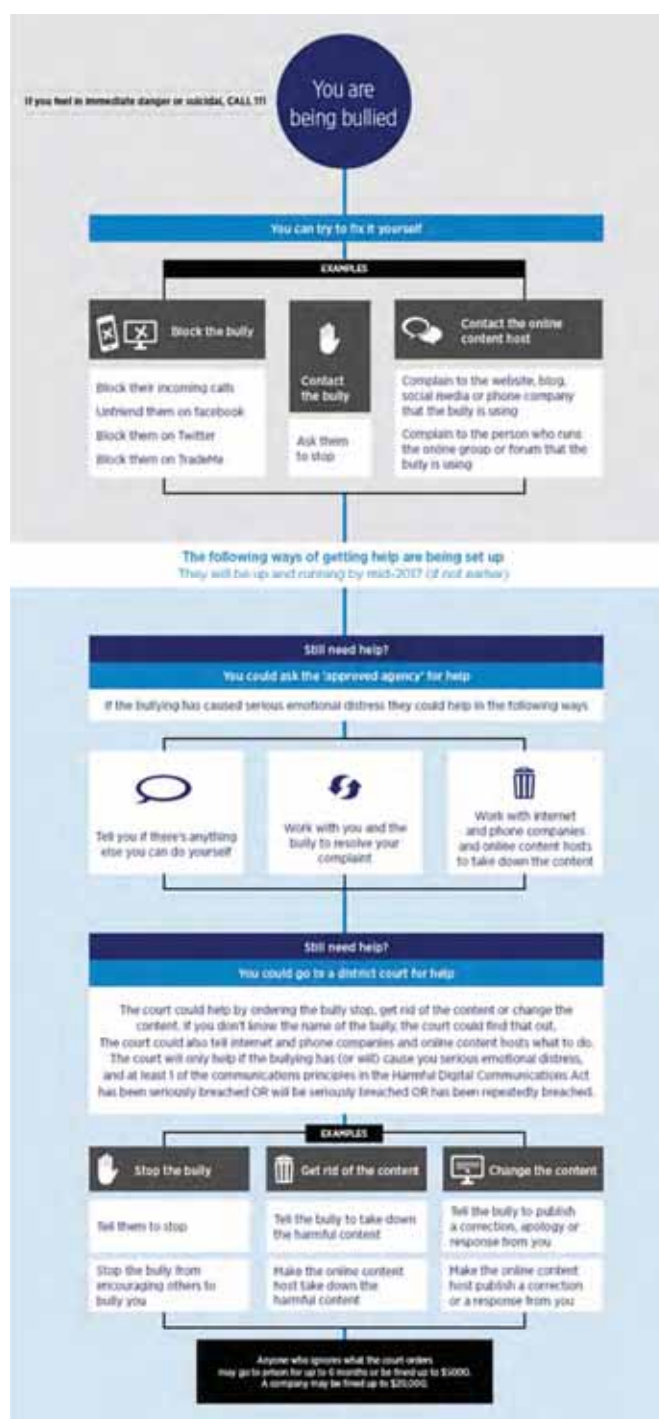 You are
being bullied
If you feel in immediate danger or suicidal, CALL 111
You can try to fix it yourself
EXAMPLES
Block the bully
Block their incoming calls
Unfriend them on facebook
Block them on Twitter
Block them on TradeMe
Contact
the bully
Ask them
to stop
Contact the online
content host
Complain to the website, blog,
social media or phone company
that the bully is using
Complain to the person who runs
the online group or forum that the
bully is using
The following ways of getting help are being set up
They will be up and running by mid-2017 (if not earlier)
Still need help?
You could ask the 'approved agency' for help
If the bullying has caused serious emotional distress they could help in the following ways
Tell you if there's anything
else you can do yourself
Work with you and the
bully to resolve your
complaint
Work with internet
and phone companies
and online content hosts
to take down the content
Still need help?
You could go to a district court for help
The court could help by ordering the bully stop, get rid of the content or change the
content. If you don't know the name of the bully, the court could find that out.
The court could also tell internet and phone companies and online content hosts what to do.
The court will only help if the bullying has (or will) cause you serious emotional distress,
and at least 1 of the communications principles in the Harmful Digital Communications Act
has been seriously breached OR will be seriously breached OR has been repeatedly breached.
EXAMPLES
Stop the bully
Tell them to stop
Stop the bully from
encouraging others to
bully you
Get rid of the content
Tell the bully to take down
the harmful content
Make the online content
host take down the
harmful content
Change the content
Tell the bully to publish
a correction, apology or
response from you
Make the online content
host publish a correction
or a response from you
Anyone who ignores what the court orders
may go to prison for up to 6 months or be fined up to $5000.
A company may be fined up to $20,000.